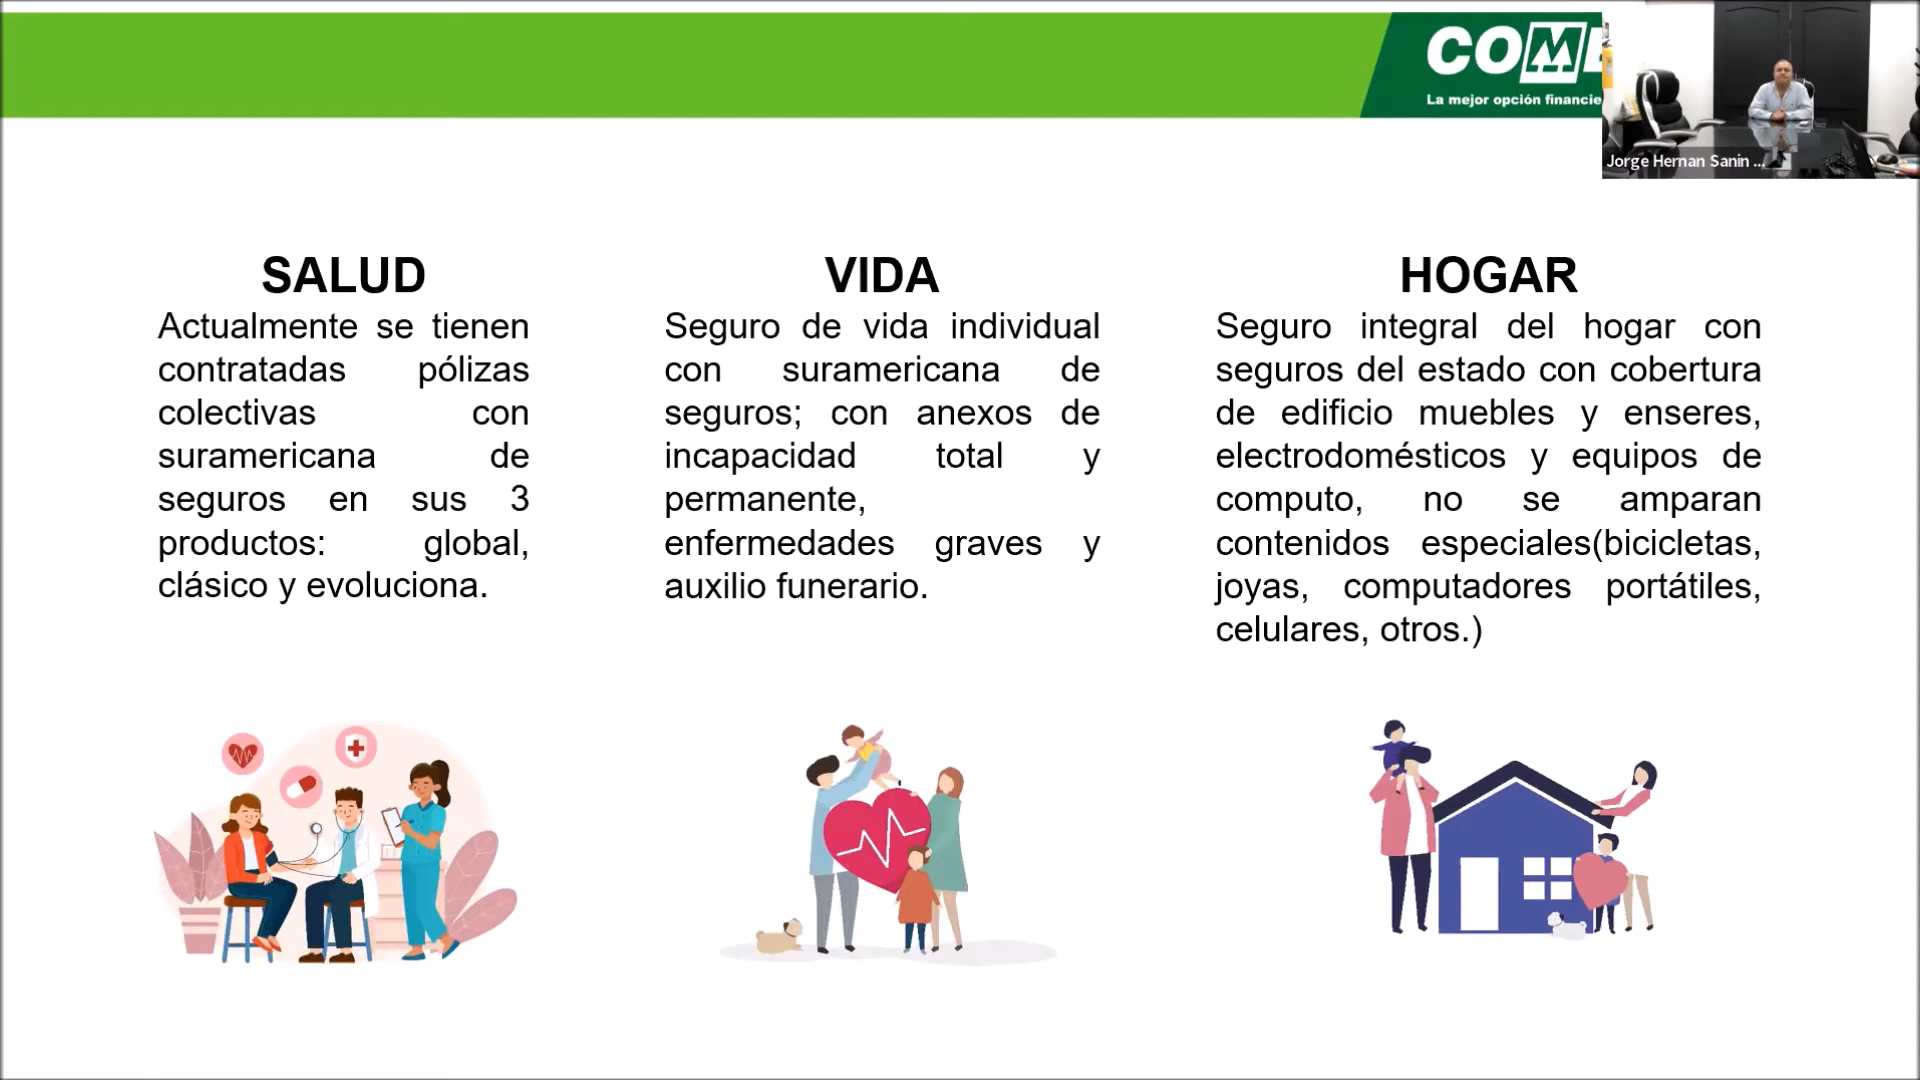 COM
La mejor opción financie
Jorge Hernan Sanin ...
SALUD
Actualmente se tienen
contratadas pólizas
colectivas con
suramericana de
seguros en sus 3
productos: global,
clásico y evoluciona.
VIDA
Seguro de vida individual
con suramericana de
seguros; con anexos de
incapacidad total y
permanente,
enfermedades graves y
auxilio funerario.
HOGAR
Seguro integral del hogar con
seguros del estado con cobertura
de edificio muebles y enseres,
electrodomésticos y equipos de
computo, no se amparan
contenidos especiales(bicicletas,
joyas, computadores portátiles,
celulares, otros.)